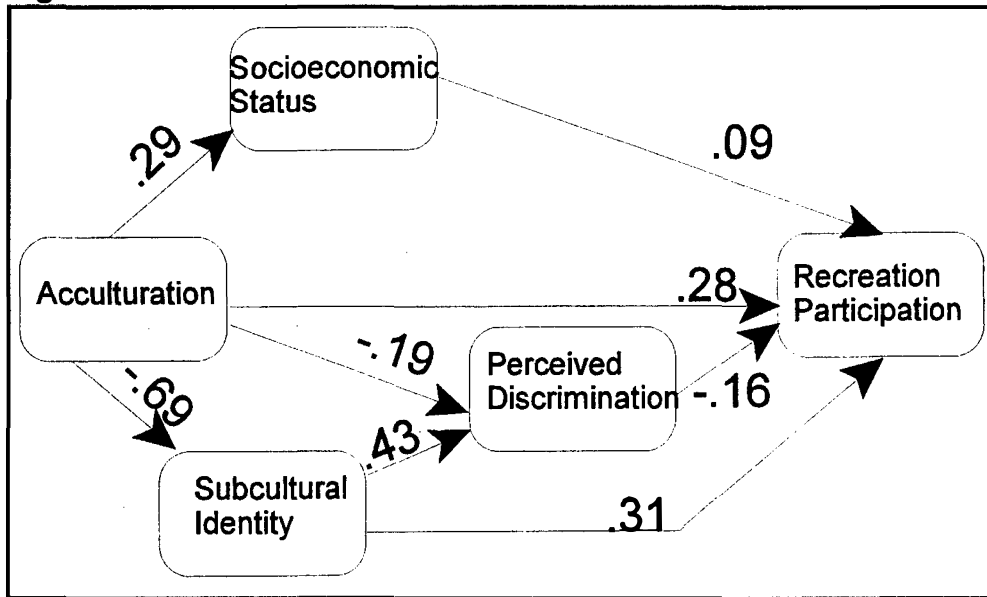 Socioeconomic
Status
.29
.09
Acculturation
.28
Recreation
Participation
-.19
Perceived
Discrimination
-.16
-.69
.43
Subcultural
Identity
.31